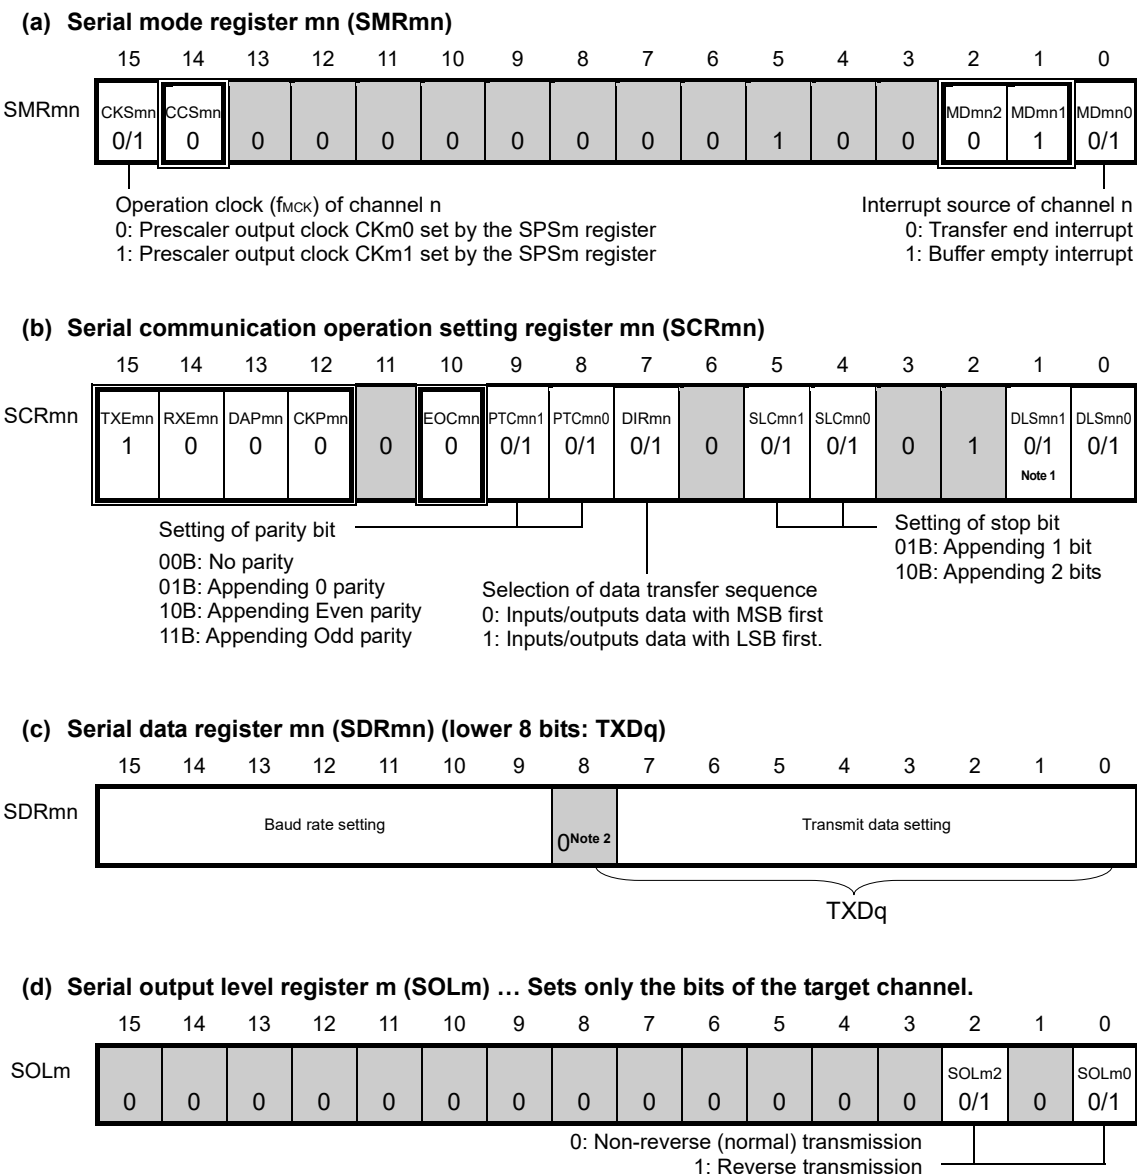 (a) Serial mode register mn (SMRmn)
15 14 13 12 11 10 9 8 7 6 5 4 3 2 1 0
SMRmn
CKSmn CCSmn MDmn2 MDmn1 MDmn0
0/1 0 0 0 0 0 0 0 0 0 1 0 0 0 1 0/1
Operation clock (fMCK) of channel n
0: Prescaler output clock CKm0 set by the SPSm register
1: Prescaler output clock CKm1 set by the SPSm register
Interrupt source of channel n
0: Transfer end interrupt
1: Buffer empty interrupt
(b) Serial communication operation setting register mn (SCRmn)
15 14 13 12 11 10 9 8 7 6 5 4 3 2 1 0
SCRmn
TXEmn RXEmn DAPmn CKPmn EOCmn PTCmn1 PTCmn0 DIRmn SLCmn1 SLCmn0 DLSmn1 DLSmn0
1 0 0 0 0 0 0/1 0/1 0/1 0 0/1 0/1 0 1 0/1 0/1
Note 1
Setting of parity bit
00B: No parity
01B: Appending 0 parity
10B: Appending Even parity
11B: Appending Odd parity
Selection of data transfer sequence
0: Inputs/outputs data with MSB first
1: Inputs/outputs data with LSB first.
Setting of stop bit
01B: Appending 1 bit
10B: Appending 2 bits
(c) Serial data register mn (SDRmn) (lower 8 bits: TXDq)
15 14 13 12 11 10 9 8 7 6 5 4 3 2 1 0
SDRmn
Baud rate setting
0Note 2
Transmit data setting
TXDq
(d) Serial output level register m (SOLm) … Sets only the bits of the target channel.
15 14 13 12 11 10 9 8 7 6 5 4 3 2 1 0
SOLm
SOLm2 SOLm0
0 0 0 0 0 0 0 0 0 0 0 0 0 0/1 0 0/1
0: Non-reverse (normal) transmission
1: Reverse transmission